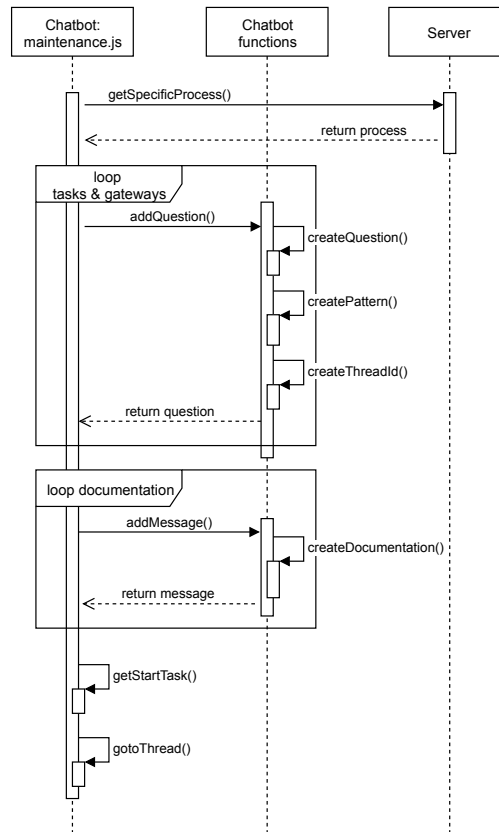 Chatbot:
maintenance.js
Chatbot
functions
Server
getSpecificProcess()
return process
loop
tasks & gateways
addQuestion()
createQuestion()
createPattern()
createThreadId()
return question
loop documentation
addMessage()
createDocumentation()
return message
getStartTask()
gotoThread()